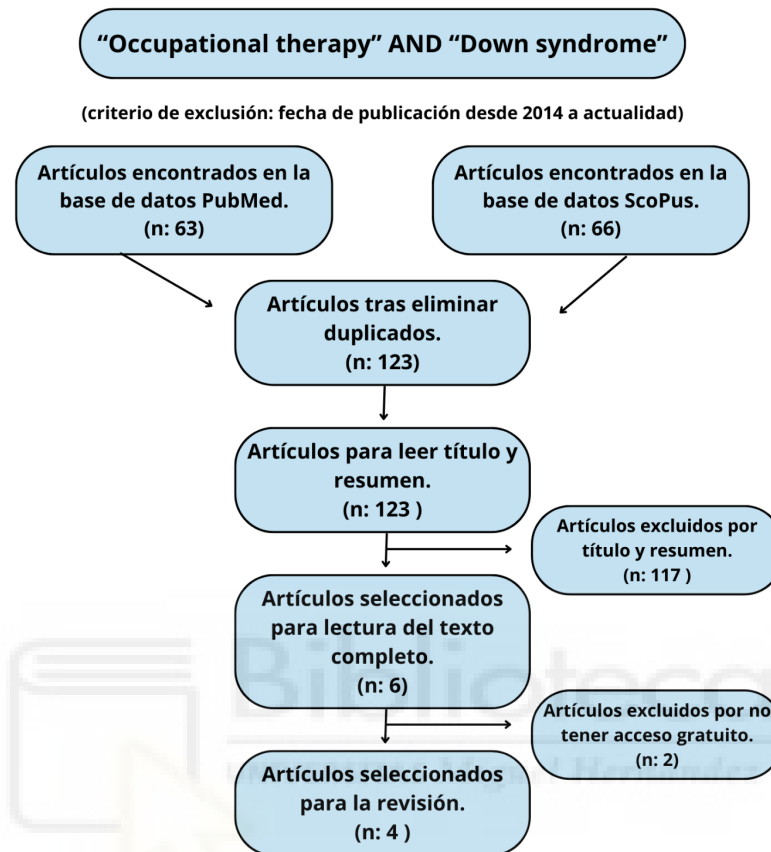 “Occupational therapy” AND “Down syndrome”
(criterio de exclusión: fecha de publicación desde 2014 a actualidad)
Artículos encontrados en la
base de datos PubMed.
(n: 63)
Artículos encontrados en la
base de datos ScoPus.
(n: 66)
Artículos tras eliminar
duplicados.
(n: 123)
Artículos para leer título y
resumen.
(n: 123 )
Artículos excluidos por
título y resumen.
(n: 117 )
Artículos seleccionados
para lectura del texto
completo.
(n: 6)
Artículos excluidos por no
tener acceso gratuito.
(n: 2)
Artículos seleccionados
para la revisión.
(n: 4 )
Biblioteca
Miguel Hernández